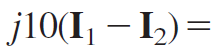 j10(I₁ − I₂) =